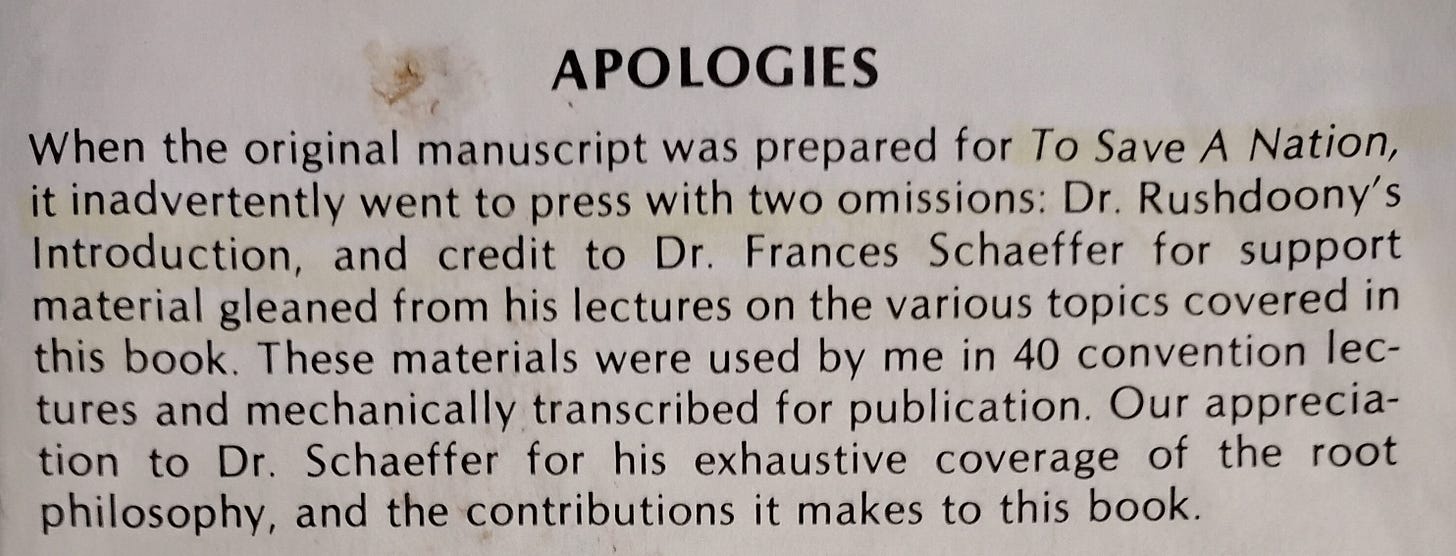 APOLOGIES
When the original manuscript was prepared for To Save A Nation,
it inadvertently went to press with two omissions: Dr. Rushdoony's
Introduction, and credit to Dr. Frances Schaeffer for support
material gleaned from his lectures on the various topics covered in
this book. These materials were used by me in 40 convention lec-
tures and mechanically transcribed for publication. Our apprecia-
tion to Dr. Schaeffer for his exhaustive coverage of the root
philosophy, and the contributions it makes to this book.